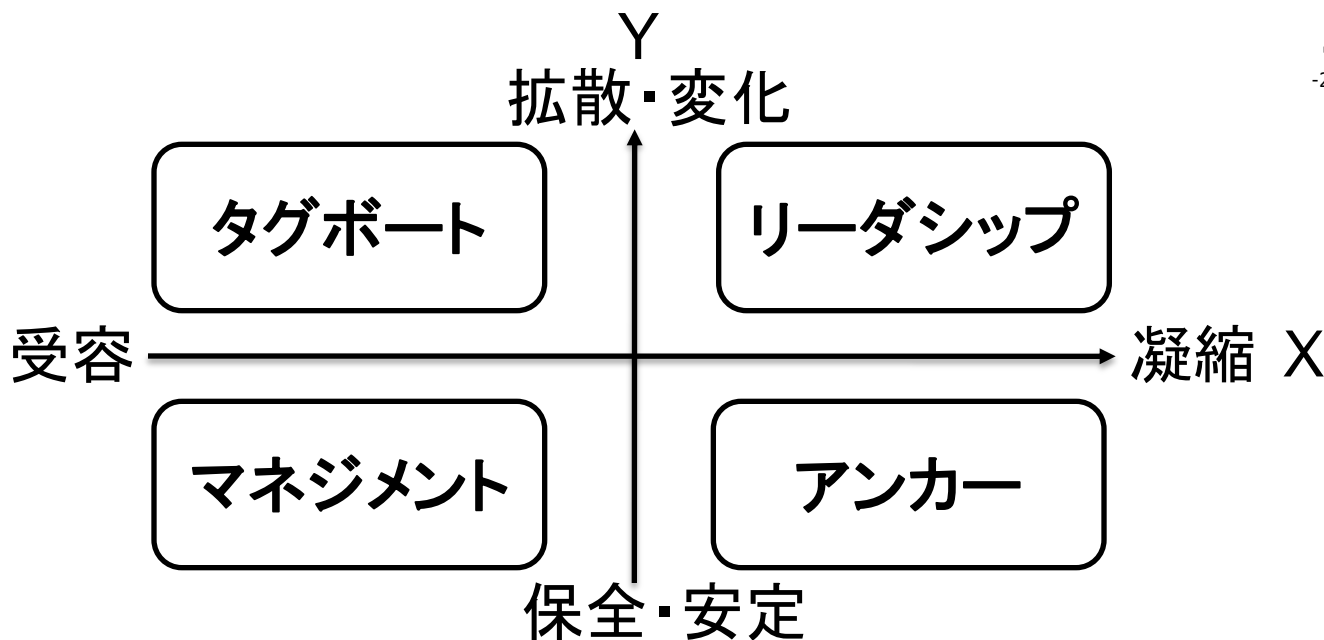 Y
拡散・変化
タグボート
リーダシップ
受容
凝縮 X
マネジメント
アンカー
保全・安定